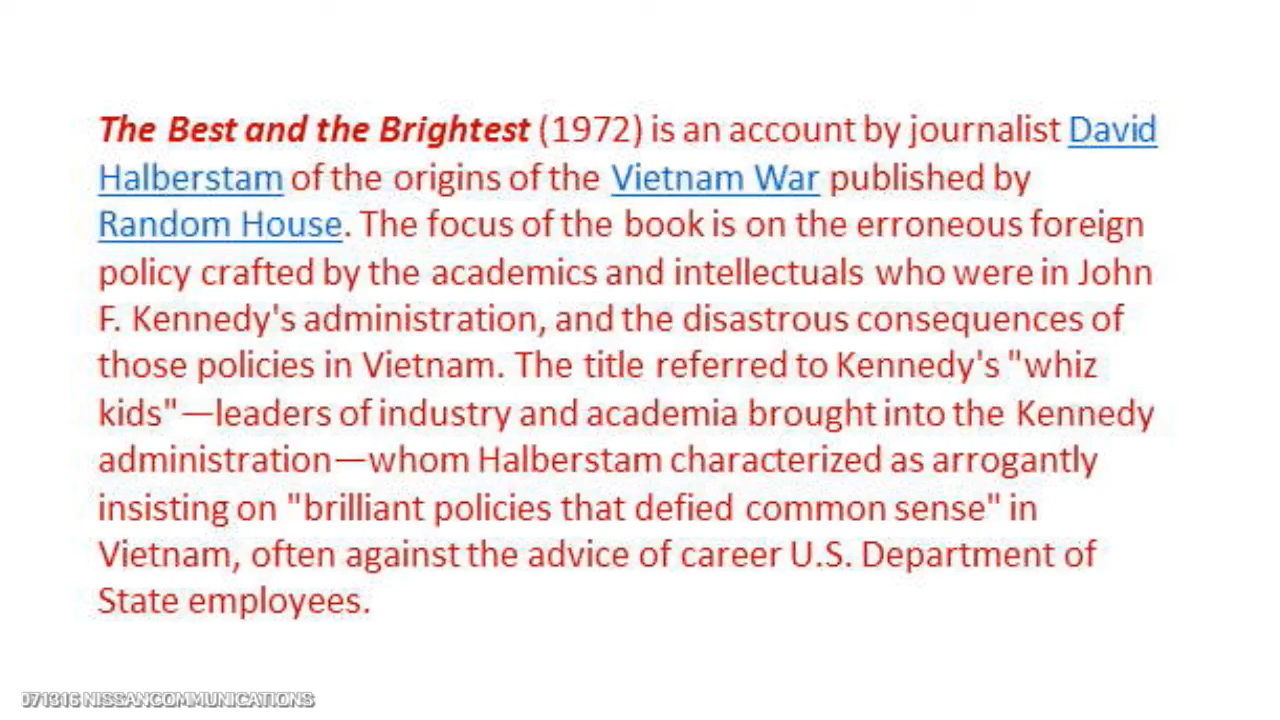 The Best and the Brightest (1972) is an account by journalist David
Halberstam of the origins of the Vietnam War published by
Random House. The focus of the book is on the erroneous foreign
policy crafted by the academics and intellectuals who were in John
F. Kennedy's administration, and the disastrous consequences of
those policies in Vietnam. The title referred to Kennedy's "whiz
kids"—leaders of industry and academia brought into the Kennedy
administration—whom Halberstam characterized as arrogantly
insisting on "brilliant policies that defied common sense" in
Vietnam, often against the advice of career U.S. Department of
State employees.
071316 NISSANCOMMUNICATIONS